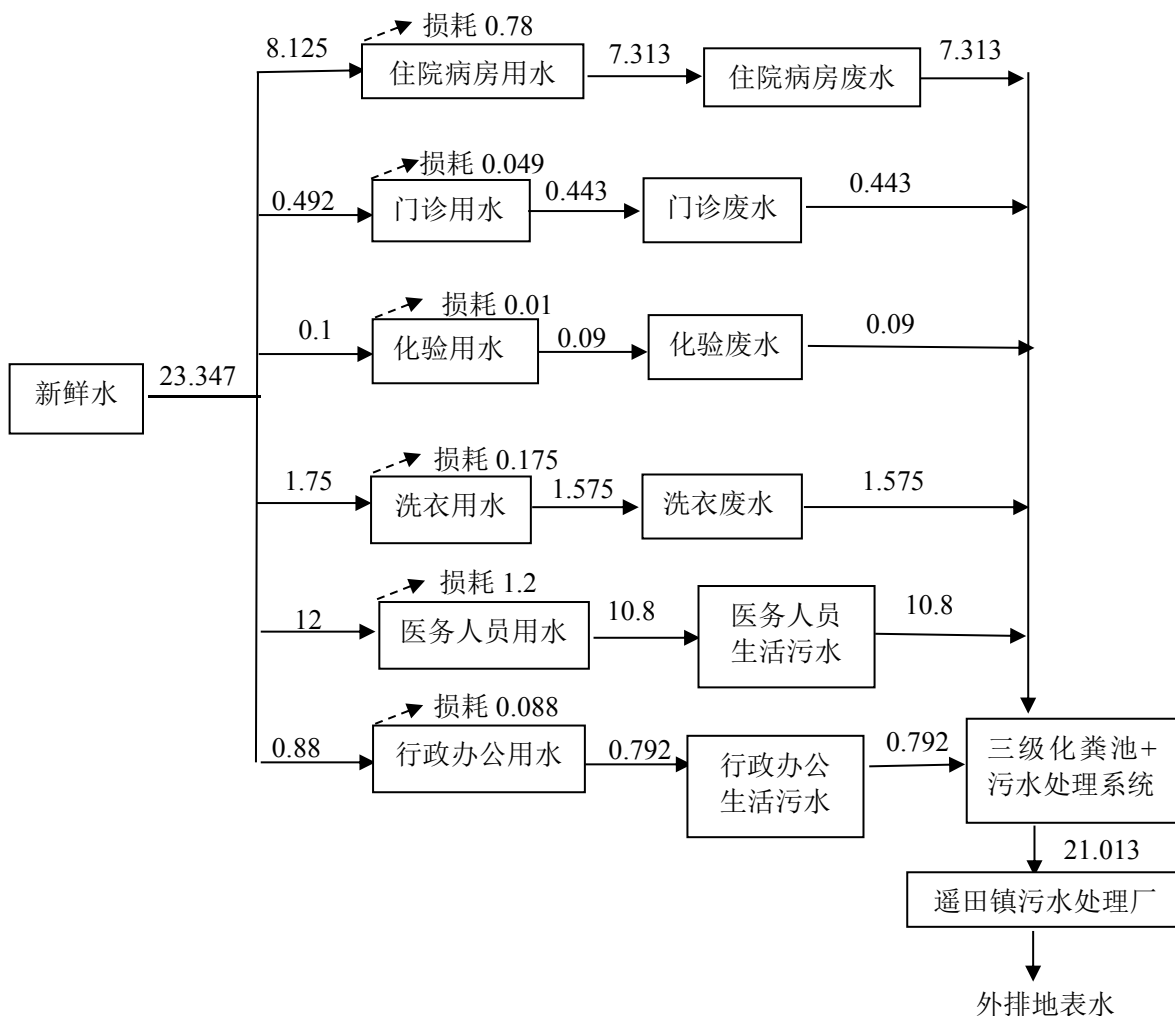 损耗 0.78
8.125
住院病房用水
7.313
住院病房废水
7.313
损耗 0.049
0.492
门诊用水
0.443
门诊废水
0.443
损耗 0.01
0.1
化验用水
0.09
化验废水
0.09
新鲜水
23.347
损耗 0.175
1.75
洗衣用水
1.575
洗衣废水
1.575
损耗 1.2
12
医务人员用水
10.8
医务人员
生活污水
10.8
损耗 0.088
0.88
行政办公用水
0.792
行政办公
生活污水
0.792
三级化粪池+
污水处理系统
21.013
遥田镇污水处理厂
外排地表水